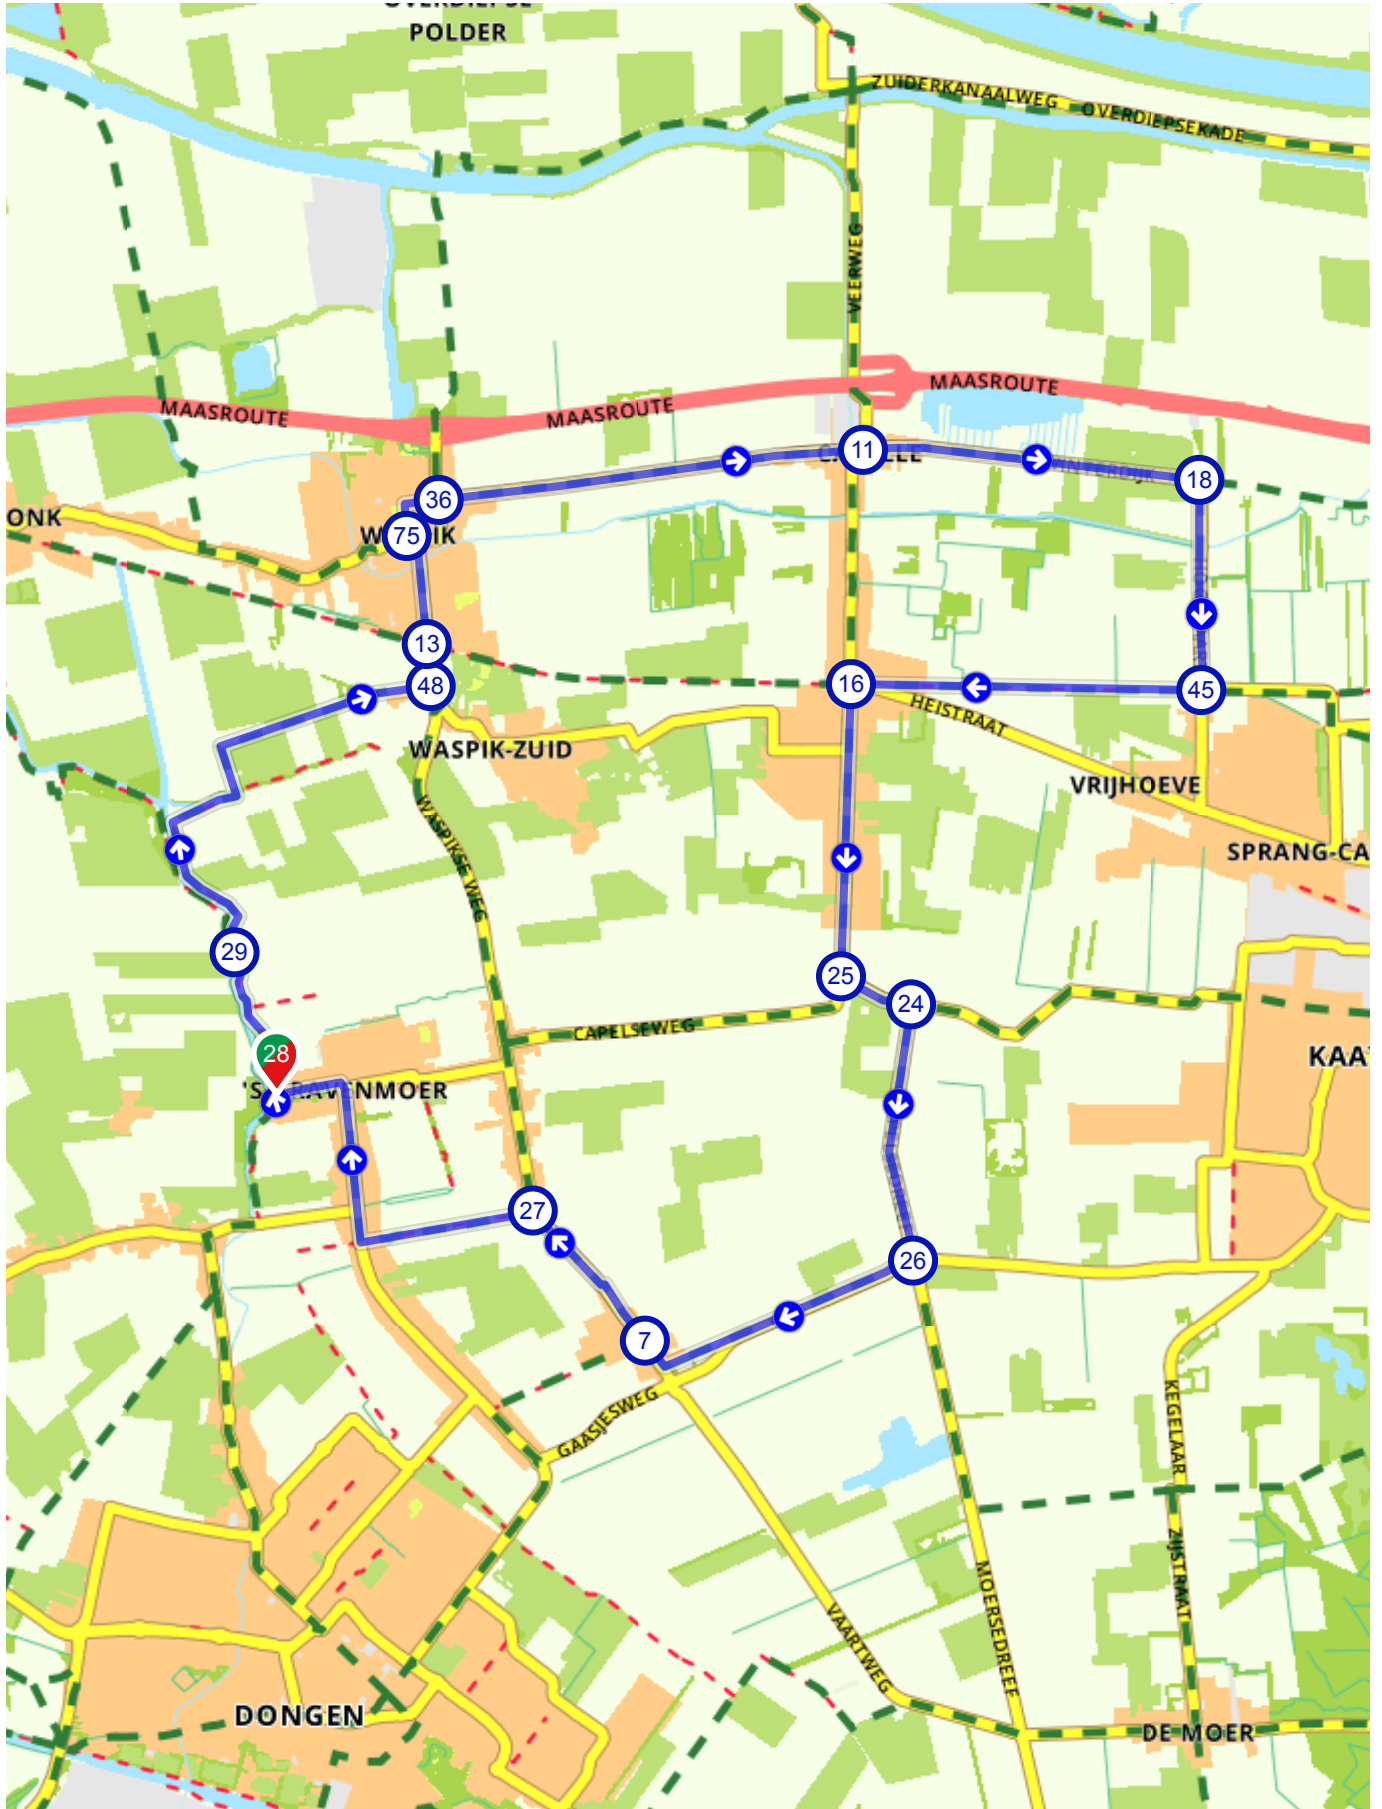 POLDER
ZUIDERKANAALWEG
OVERDIEPSEKADE
VEERWEG
MAASROUTE
MAASROUTE
MAASROUTE
11
18
36
ONK
75
13
48
16
45
HEISTRAAT
WASPIK-ZUID
VRIJHOEVE
WASPIKSE WEG
SPRANG-CA
29
25
24
CAPELSEWEG
28
KAA
27
26
7
GAASJESWEG
KEGELAAR
ZIJSTRAAT
MOERSEDREEF
VAARTWEG
DONGEN
DE MOER